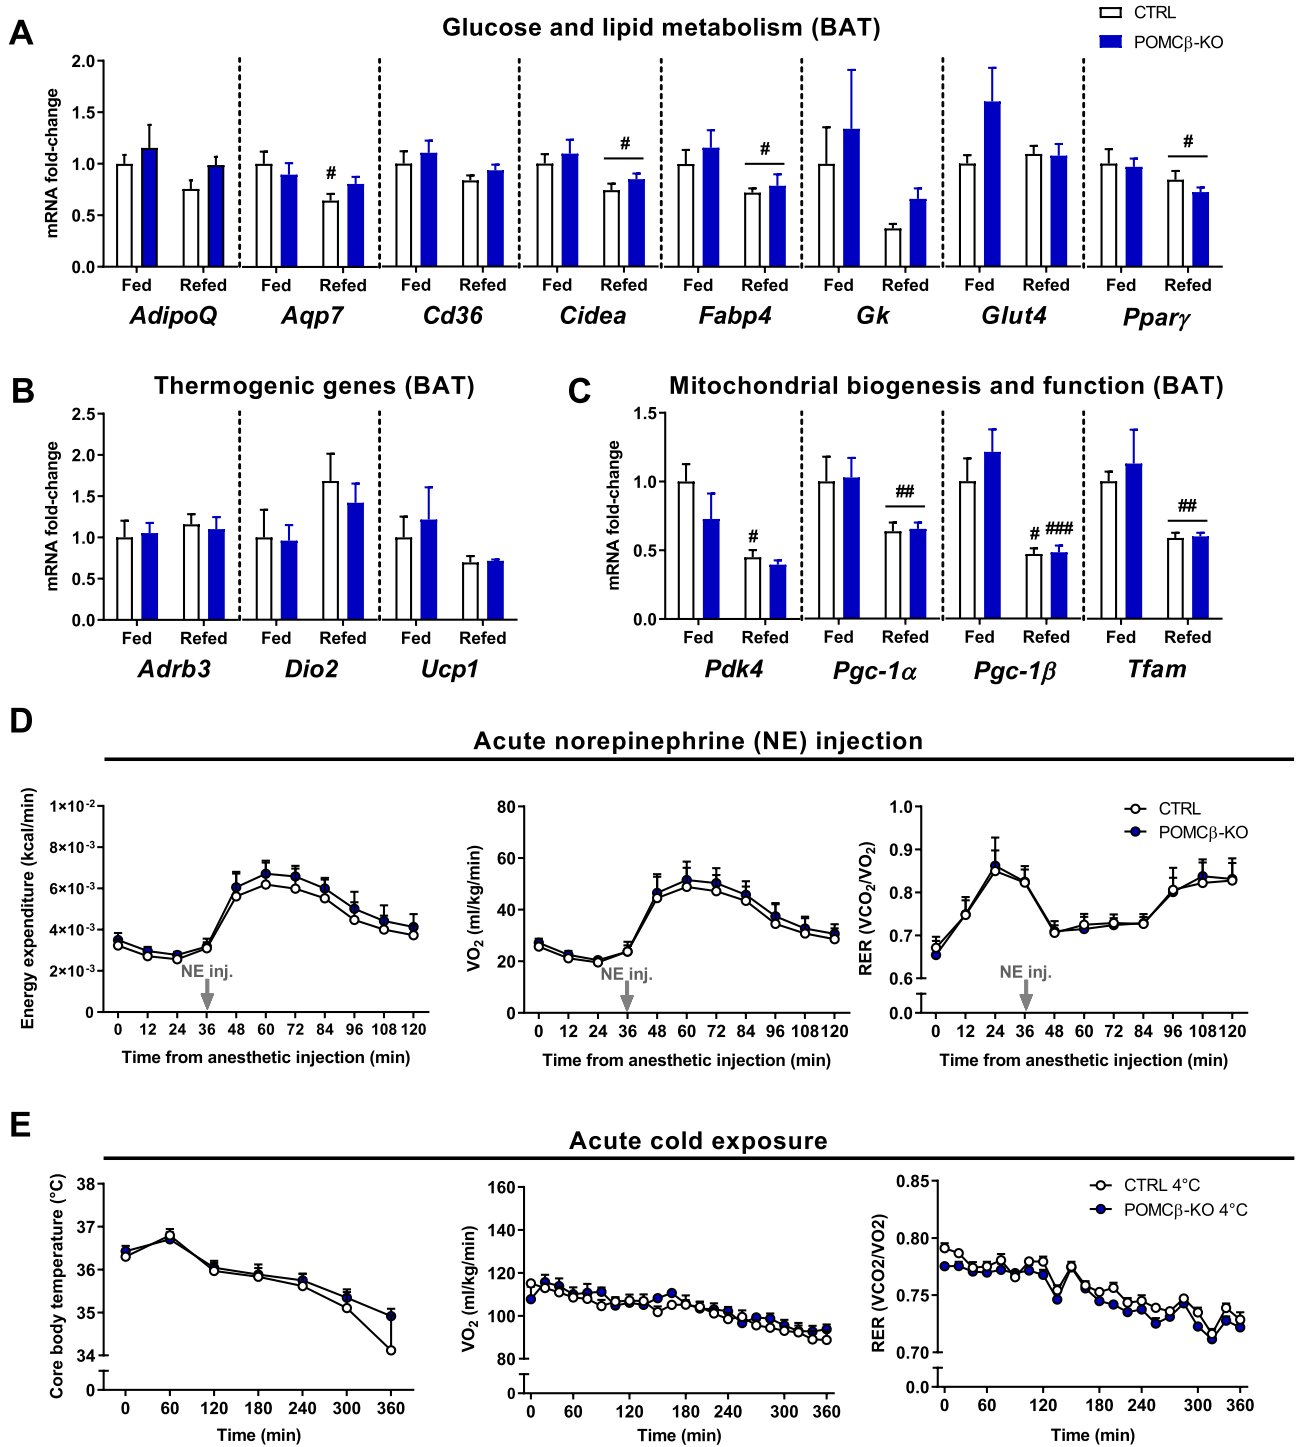 A
Glucose and lipid metabolism (BAT)
CTRL
POMCβ-KO
mRNA fold-change
2.0
1.5
1.0
0.5
0.0
# # # #
Fed Refed Fed Refed Fed Refed Fed Refed Fed Refed Fed Refed Fed Refed Fed Refed
AdipoQ Aqp7 Cd36 Cidea Fabp4 Gk Glut4 Pparγ
B
Thermogenic genes (BAT)
mRNA fold-change
2.5
2.0
1.5
1.0
0.5
0.0
Fed Refed Fed Refed Fed Refed
Adrb3 Dio2 Ucp1
C
Mitochondrial biogenesis and function (BAT)
mRNA fold-change
1.5
1.0
0.5
0.0
# ## # ### ##
Fed Refed Fed Refed Fed Refed Fed Refed
Pdk4 Pgc-1α Pgc-1β Tfam
D
Acute norepinephrine (NE) injection
Energy expenditure (kcal/min)
1×10-2
8×10-3
6×10-3
4×10-3
2×10-3
0
NE inj.
0 12 24 36 48 60 72 84 96 108 120
Time from anesthetic injection (min)
VO2 (ml/kg/min)
80
60
40
20
0
NE inj.
0 12 24 36 48 60 72 84 96 108 120
Time from anesthetic injection (min)
RER (VCO2/VO2)
1.0
0.9
0.8
0.7
0.6
0.0
CTRL
POMCβ-KO
NE inj.
0 12 24 36 48 60 72 84 96 108 120
Time from anesthetic injection (min)
E
Acute cold exposure
Core body temperature (°C)
38
37
36
35
34
0
0 60 120 180 240 300 360
Time (min)
VO2 (ml/kg/min)
160
140
120
100
80
0
0 60 120 180 240 300 360
Time (min)
RER (VCO2/VO2)
0.85
0.80
0.75
0.70
0.0
CTRL 4°C
POMCβ-KO 4°C
0 60 120 180 240 300 360
Time (min)